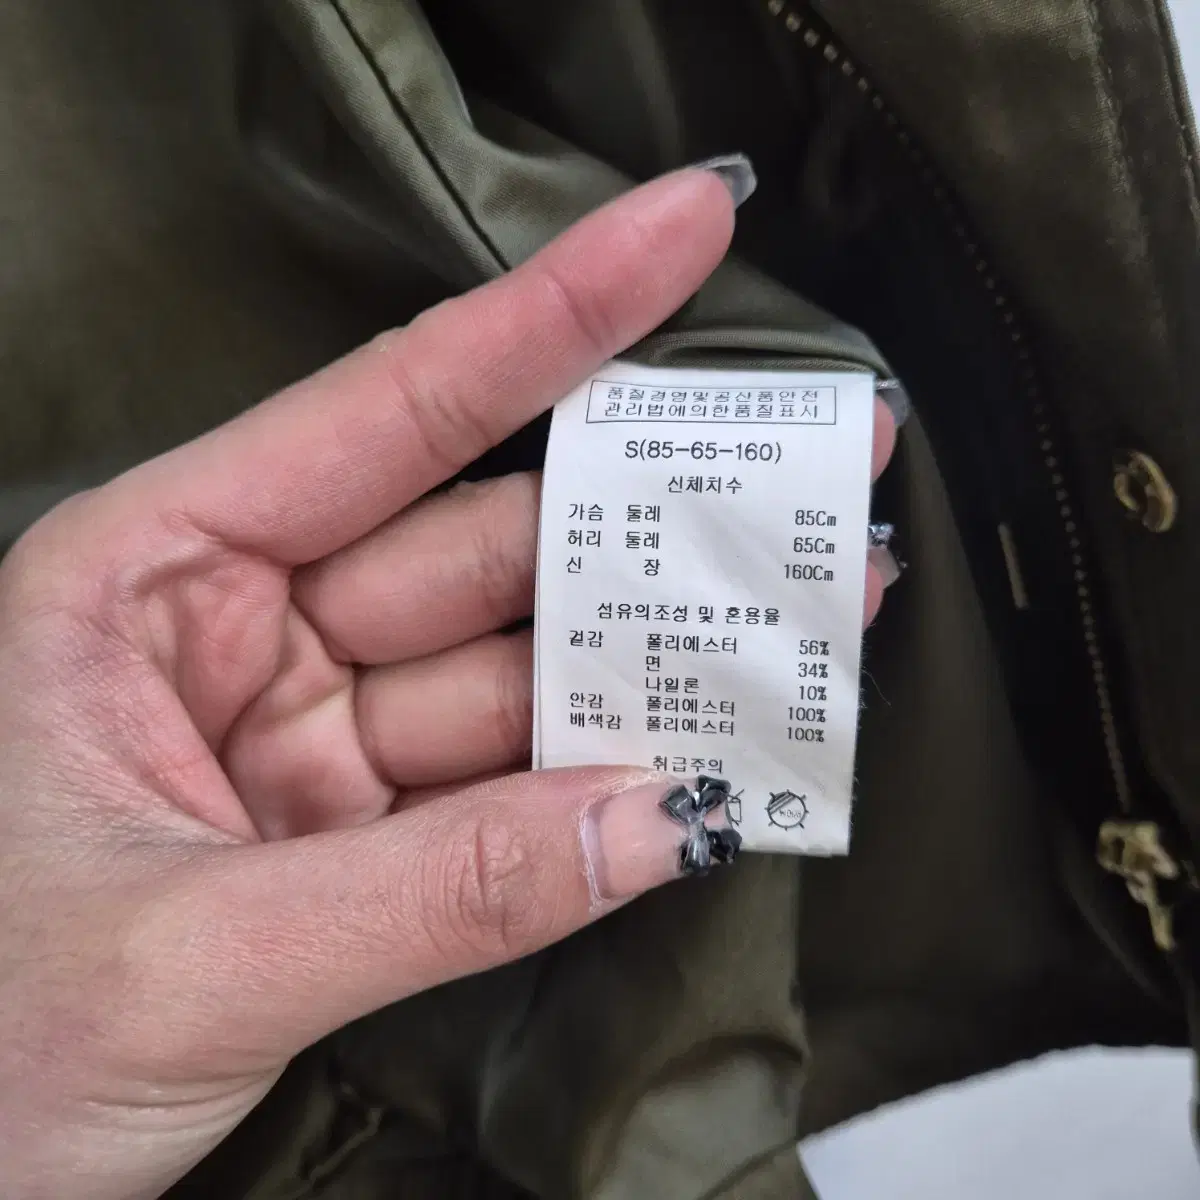 품질경영및공산품안전
관리법에의한품질표시
S(85-65-160)
신체치수
가슴 둘레 85Cm
허리 둘레 65Cm
신 장 160Cm
섬유의조성 및 혼용율
겉감 폴리에스터 56%
면 34%
나일론 10%
안감 폴리에스터 100%
배색감 폴리에스터 100%
취급주의